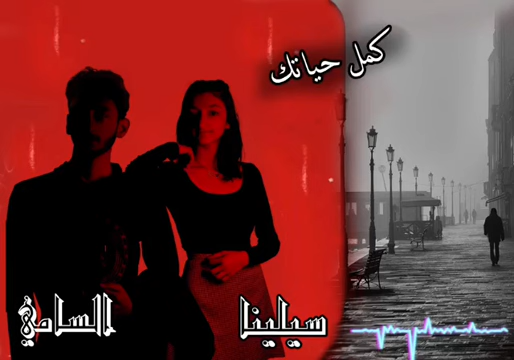 كمل حياتك
سيلينا
السامي